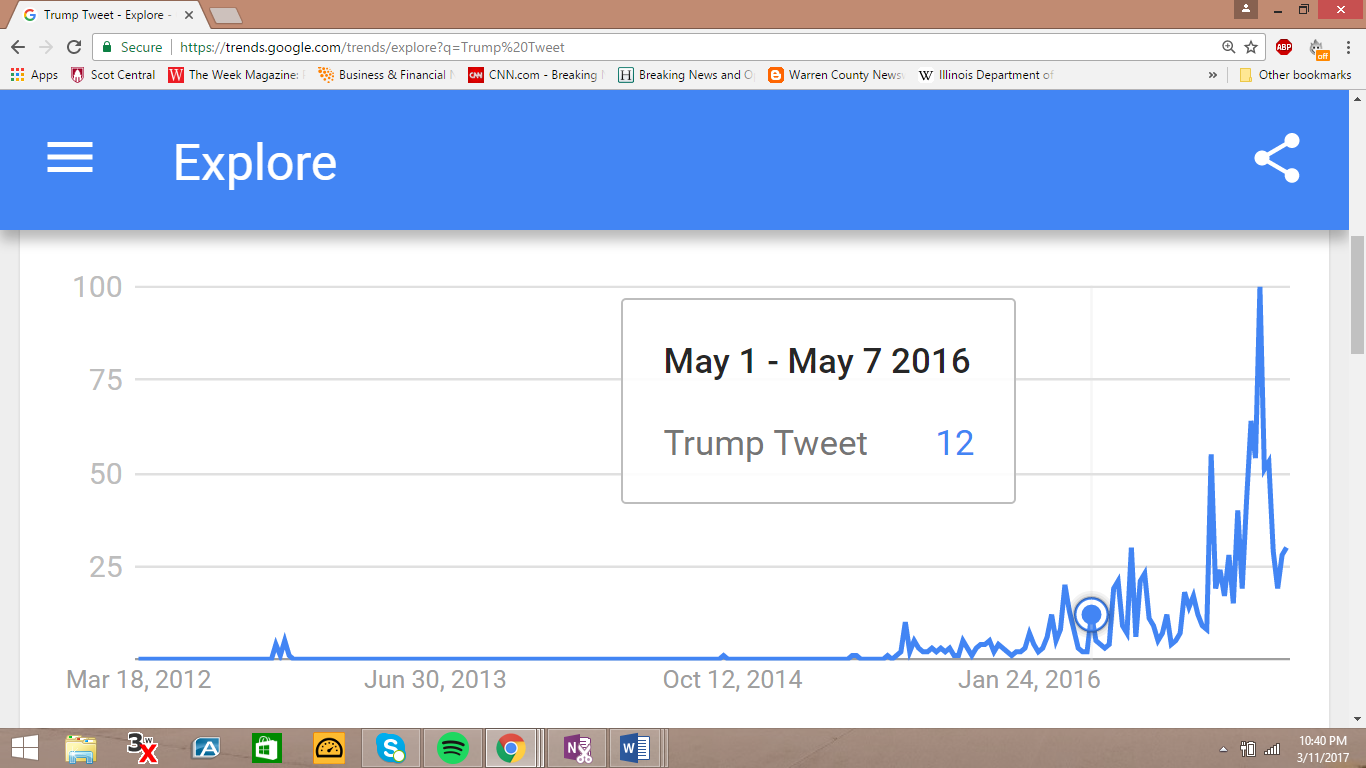 Trump Tweet - Explore -
Secure https://trends.google.com/trends/explore?q=Trump%20Tweet
ABP
off
Apps Scot Central The Week Magazine: Business & Financial N CNN.com - Breaking N Breaking News and O Warren County News Illinois Department of » Other bookmarks
Explore
100
75
50
25
May 1 - May 7 2016
Trump Tweet 12
Mar 18, 2012 Jun 30, 2013 Oct 12, 2014 Jan 24, 2016
10:40 PM
3/11/2017